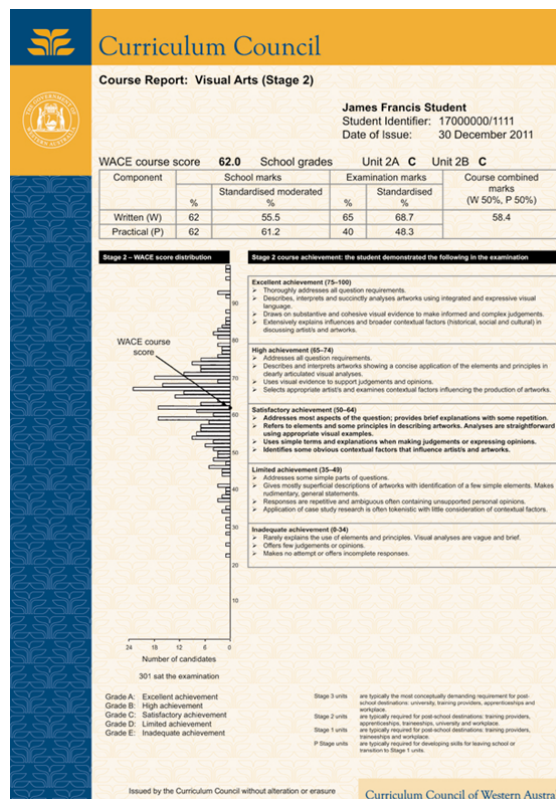 Curriculum Council
Course Report: Visual Arts (Stage 2)
THE GOVERNMENT OF WESTERN AUSTRALIA
James Francis Student
Student Identifier: 17000000/1111
Date of Issue: 30 December 2011
WACE course score 62.0 School grades Unit 2A C Unit 2B C
Component School marks Examination marks Course combined marks (W 50%, P 50%)
% Standardised moderated % % Standardised %
Written (W) 62 55.5 65 68.7 58.4
Practical (P) 62 61.2 40 48.3
Stage 2 – WACE score distribution
90
80
70
60
50
40
30
20
10
WACE course
score
24 18 12 6 0
Number of candidates
301 sat the examination
Stage 2 course achievement: the student demonstrated the following in the examination
Excellent achievement (75–100)
➢ Thoroughly addresses all question requirements.
➢ Describes, interprets and succinctly analyses artworks using integrated and expressive visual
language.
➢ Draws on substantive and cohesive visual evidence to make informed and complex judgements.
➢ Extensively explains influences and broader contextual factors (historical, social and cultural) in
discussing artist/s and artworks.
High achievement (65–74)
➢ Addresses all question requirements.
➢ Describes and interprets artworks showing a concise application of the elements and principles in
clearly articulated visual analyses.
➢ Uses visual evidence to support judgements and opinions.
➢ Selects appropriate artist/s and examines contextual factors influencing the production of artworks.
Satisfactory achievement (50–64)
➢ Addresses most aspects of the question; provides brief explanations with some repetition.
➢ Refers to elements and some principles in describing artworks. Analyses are straightforward
using appropriate visual examples.
➢ Uses simple terms and explanations when making judgements or expressing opinions.
➢ Identifies some obvious contextual factors that influence artist/s and artworks.
Limited achievement (35–49)
➢ Addresses some simple parts of questions.
➢ Gives mostly superficial descriptions of artworks with identification of a few simple elements. Makes
rudimentary, general statements.
➢ Responses are repetitive and ambiguous often containing unsupported personal opinions.
➢ Application of case study research is often tokenistic with little consideration of contextual factors.
Inadequate achievement (0-34)
➢ Rarely explains the use of elements and principles. Visual analyses are vague and brief.
➢ Offers few judgements or opinions.
➢ Makes no attempt or offers incomplete responses.
Grade A: Excellent achievement
Grade B: High achievement
Grade C: Satisfactory achievement
Grade D: Limited achievement
Grade E: Inadequate achievement
Stage 3 units are typically the most conceptually demanding requirement for post-
school destinations: university, training providers, apprenticeships and
workplace.
Stage 2 units are typically required for post-school destinations: training providers,
apprenticeships, traineeships, university and workplace.
Stage 1 units are typically required for post-school destinations: training providers,
traineeships and workplace.
P Stage units are typically required for developing skills for leaving school or
transition to Stage 1 units.
Issued by the Curriculum Council without alteration or erasure
Curriculum Council of Western Austra